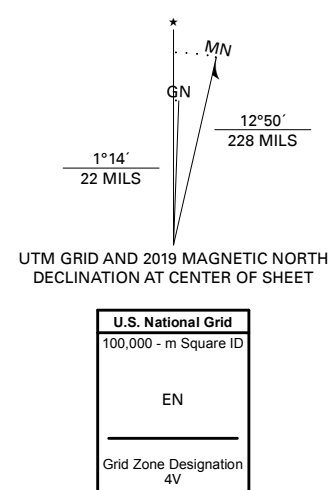 ★
MN
GN
12°50´
228 MILS
1°14´
22 MILS
UTM GRID AND 2019 MAGNETIC NORTH
DECLINATION AT CENTER OF SHEET
U.S. National Grid
100,000 - m Square ID
EN
Grid Zone Designation
4V